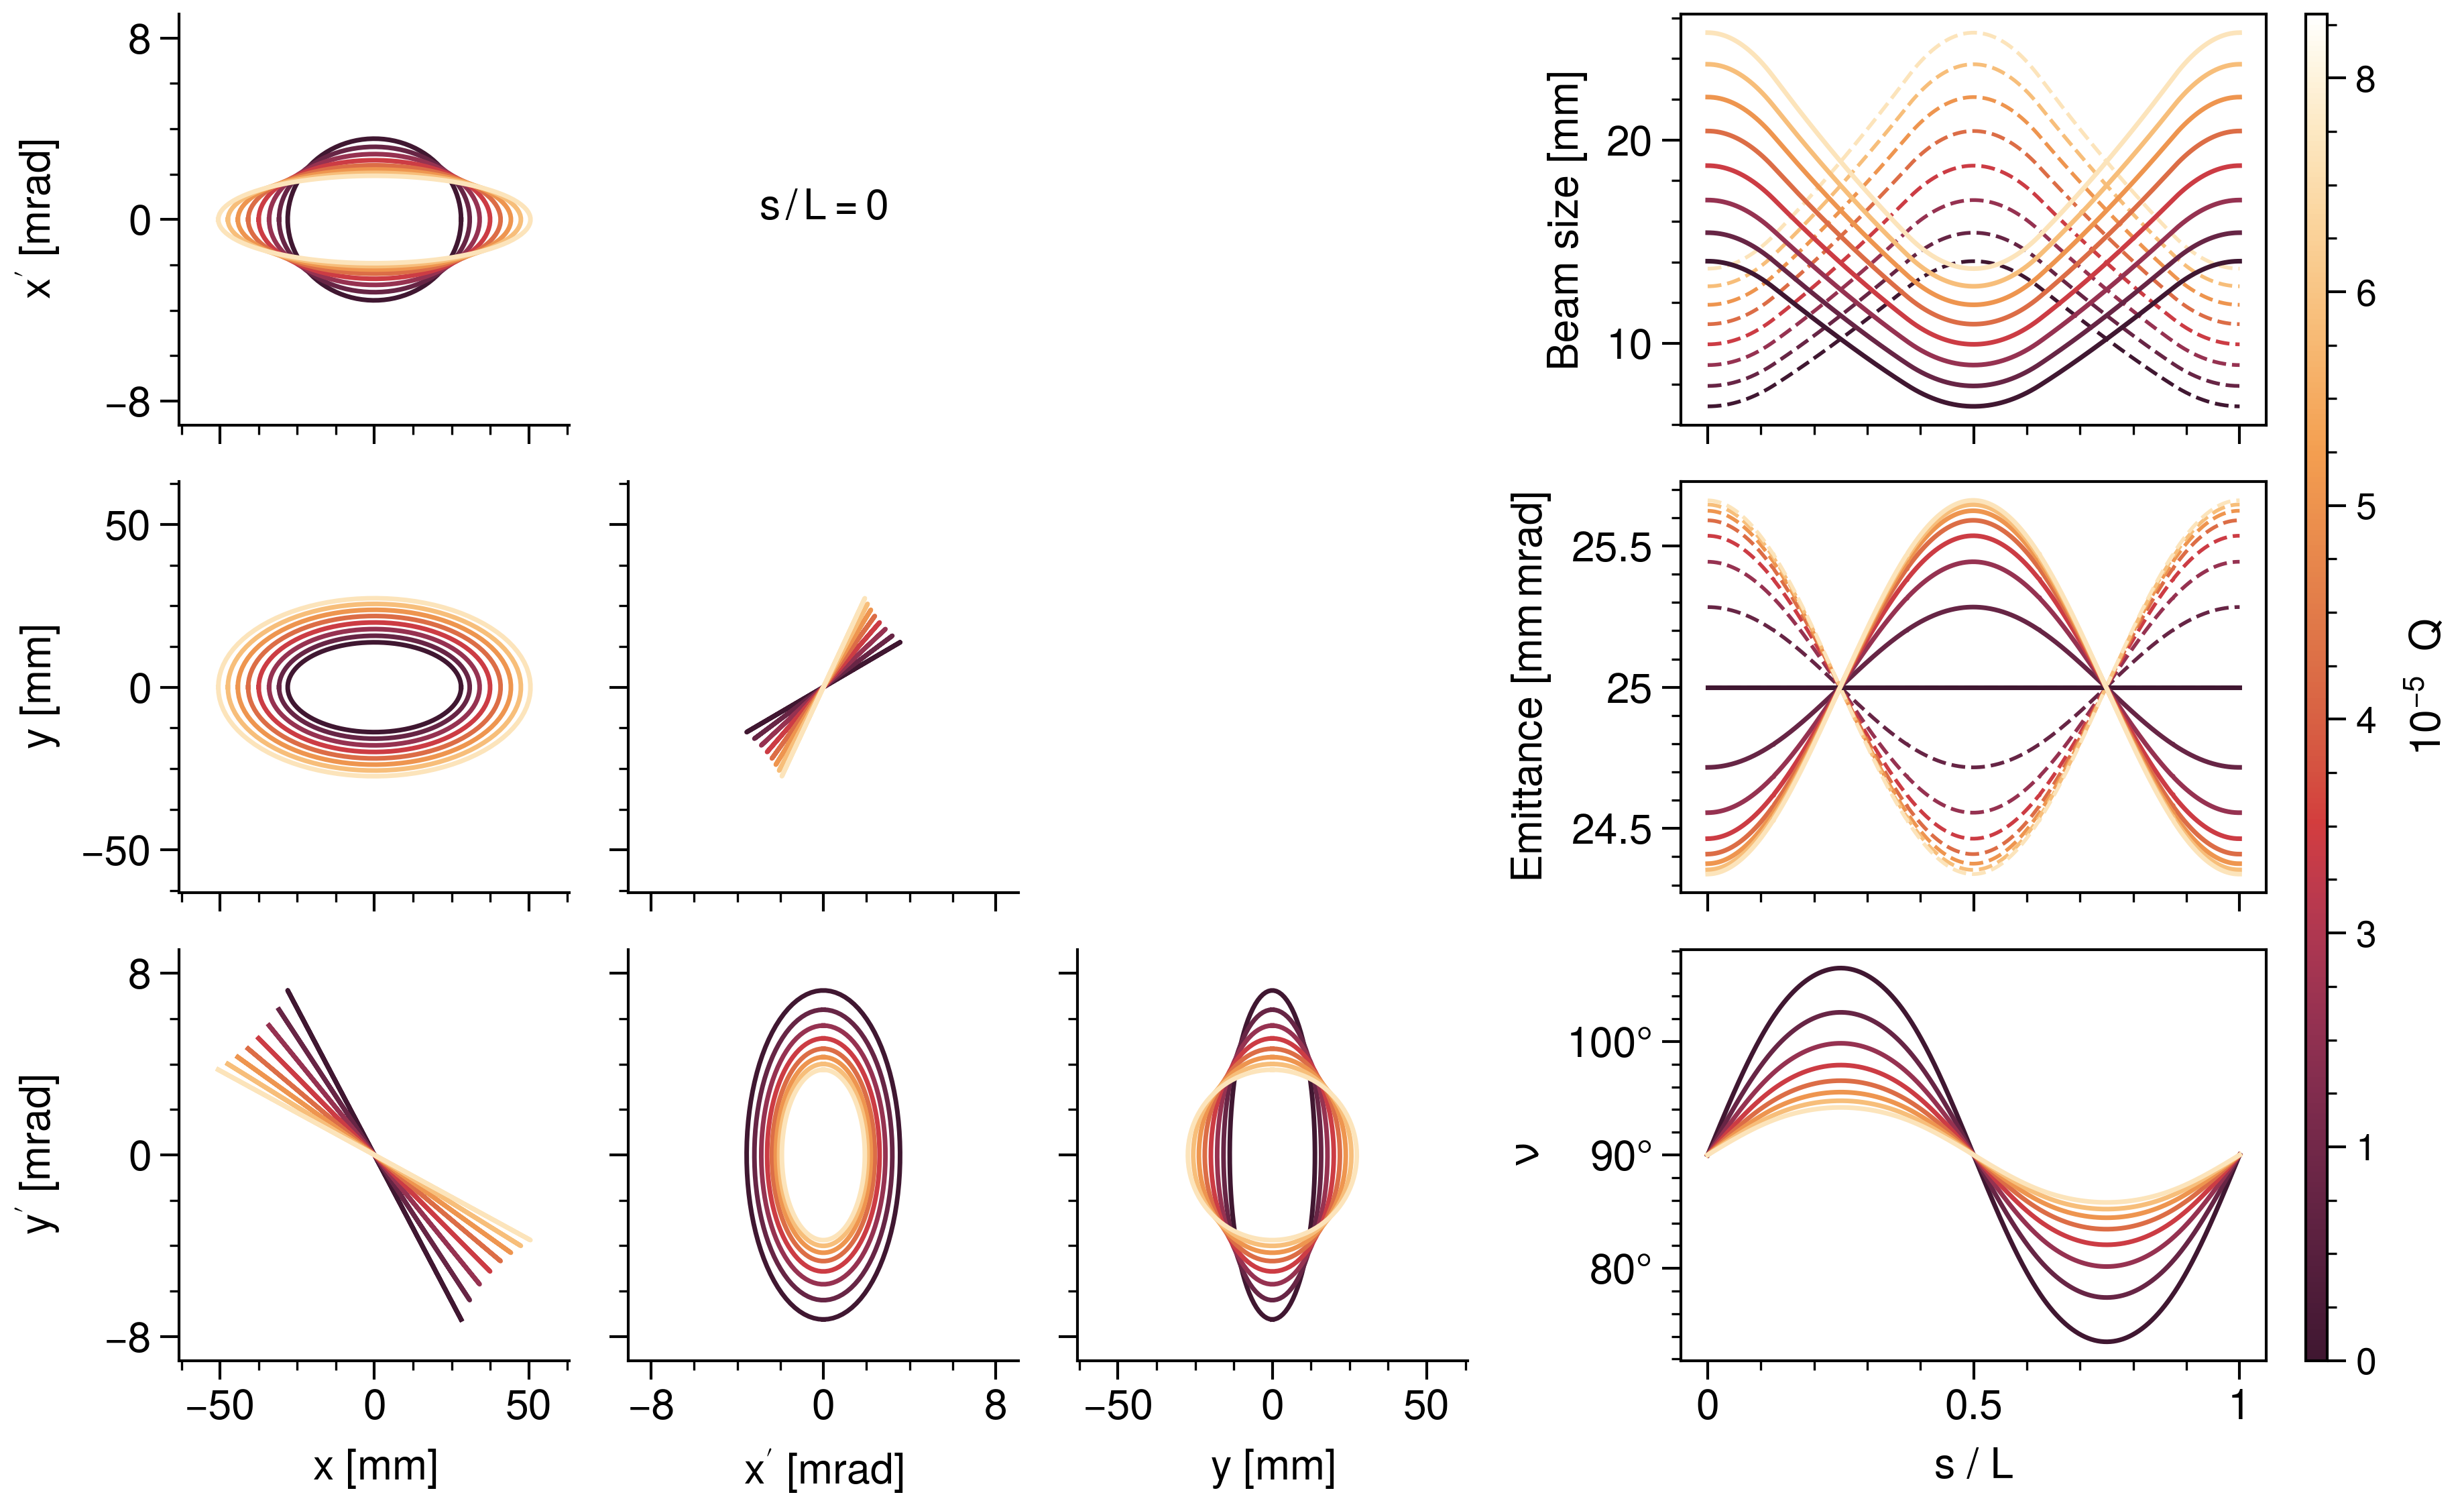 8
0
−8
x′ [mrad]
s / L = 0
20
10
Beam size [mm]
50
0
−50
y [mm]
25.5
25
24.5
Emittance [mm mrad]
8
0
−8
y′ [mrad]
−50 0 50
x [mm]
−8 0 8
x′ [mrad]
−50 0 50
y [mm]
100°
90°
80°
ν
0 0.5 1
s / L
8
6
5
4
3
1
0
10⁻⁵ Q